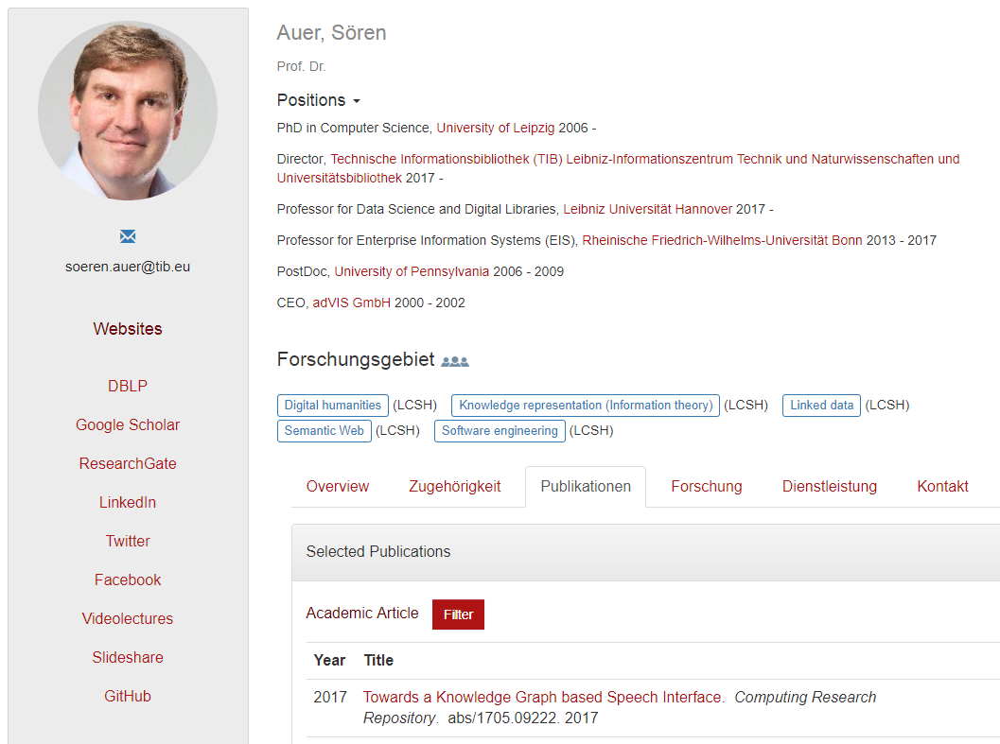 Auer, Sören
Prof. Dr.
Positions
PhD in Computer Science, University of Leipzig 2006 -
Director, Technische Informationsbibliothek (TIB) Leibniz-Informationszentrum Technik und Naturwissenschaften und
Universitätsbibliothek 2017 -
Professor for Data Science and Digital Libraries, Leibniz Universität Hannover 2017 -
Professor for Enterprise Information Systems (EIS), Rheinische Friedrich-Wilhelms-Universität Bonn 2013 - 2017
PostDoc, University of Pennsylvania 2006 - 2009
CEO, adVIS GmbH 2000 - 2002
soeren.auer@tib.eu
Websites
DBLP
Google Scholar
ResearchGate
LinkedIn
Twitter
Facebook
Videolectures
Slideshare
GitHub
Forschungsgebiet
Digital humanities (LCSH) Knowledge representation (Information theory) (LCSH) Linked data (LCSH)
Semantic Web (LCSH) Software engineering (LCSH)
Overview Zugehörigkeit Publikationen Forschung Dienstleistung Kontakt
Selected Publications
Academic Article Filter
Year Title
2017 Towards a Knowledge Graph based Speech Interface. Computing Research
Repository. abs/1705.09222. 2017